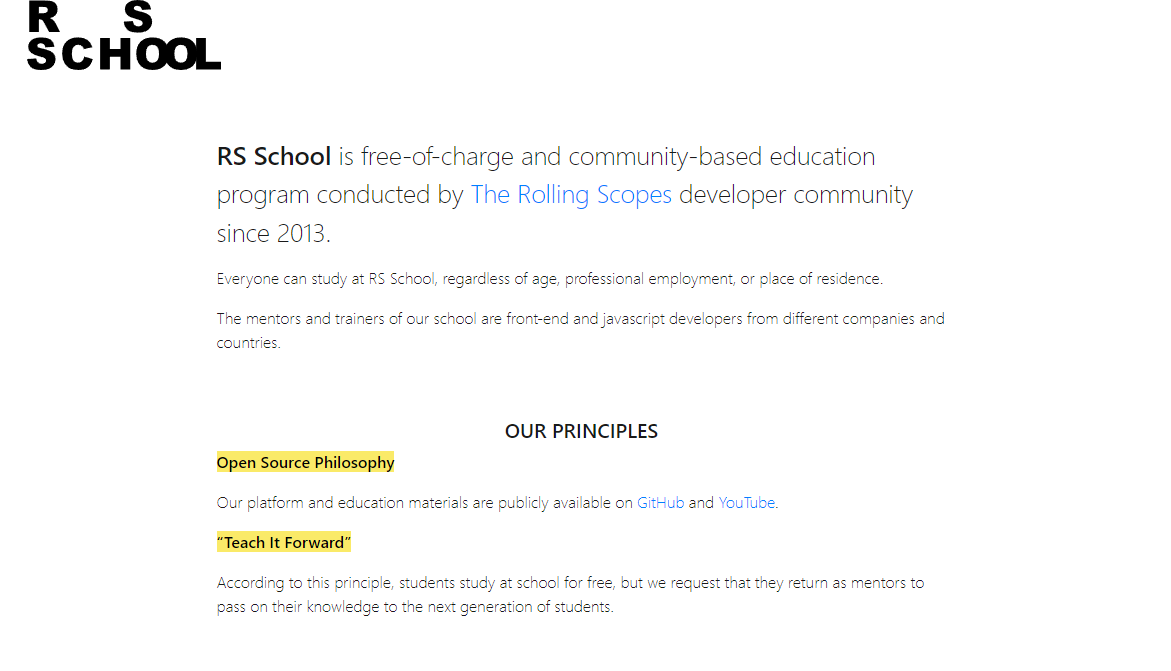 R S
SCHOOL
RS School is free-of-charge and community-based education
program conducted by The Rolling Scopes developer community
since 2013.
Everyone can study at RS School, regardless of age, professional employment, or place of residence.
The mentors and trainers of our school are front-end and javascript developers from different companies and
countries.
OUR PRINCIPLES
Open Source Philosophy
Our platform and education materials are publicly available on GitHub and YouTube.
“Teach It Forward”
According to this principle, students study at school for free, but we request that they return as mentors to
pass on their knowledge to the next generation of students.